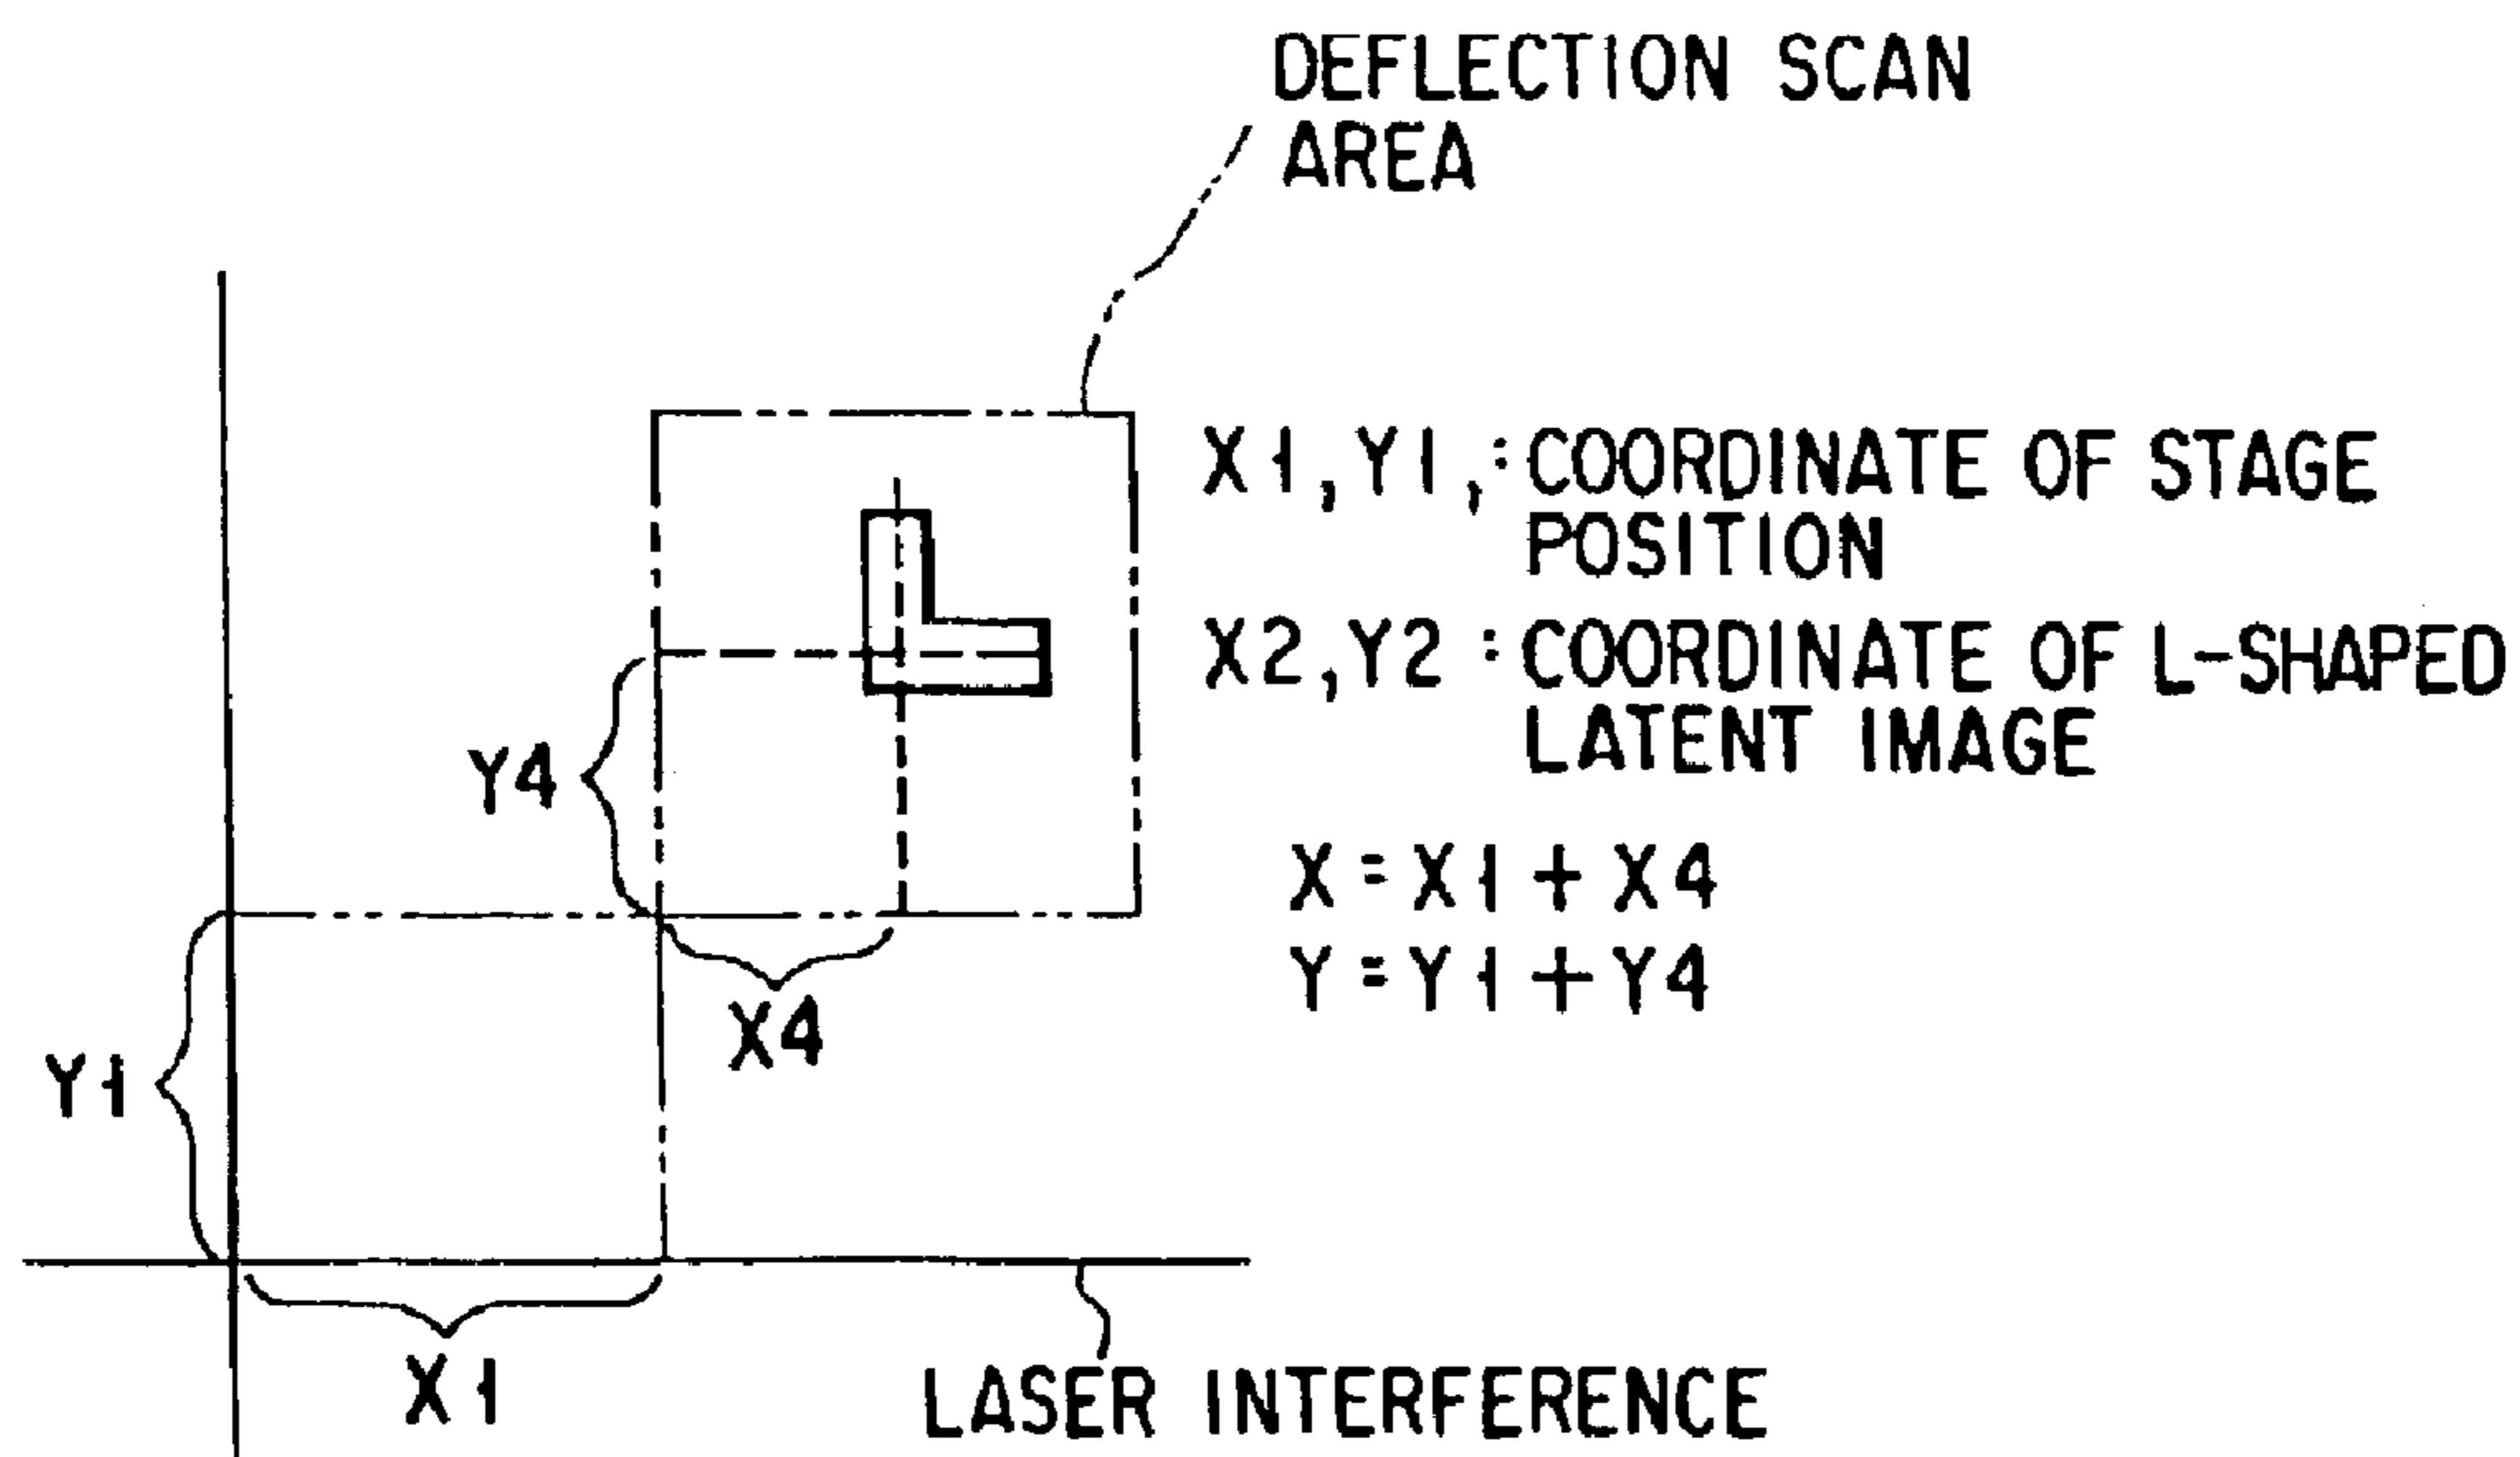 DEFLECTION SCAN
AREA
X1,Y1,:COORDINATE OF STAGE
POSITION
X2,Y2 :COORDINATE OF L-SHAPED
LATENT IMAGE
Y4
X=X1+X4
Y=Y1+Y4
X4
Y1
X1
LASER INTERFERENCE